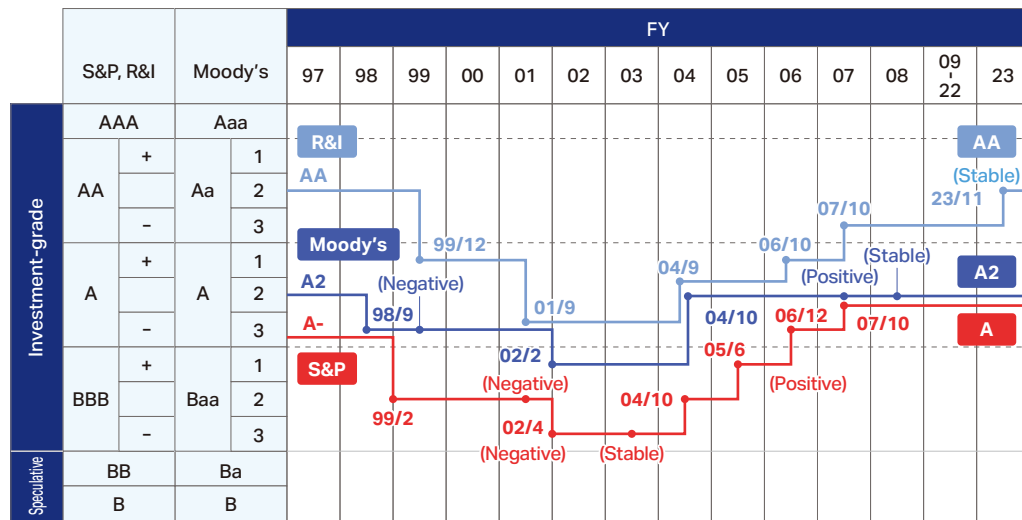 FY
S&P, R&I Moody's 97 98 99 00 01 02 03 04 05 06 07 08 09-22 23
Investment-grade
AAA Aaa
AA Aa
+ 1
2
– 3
A A
+ 1
2
– 3
BBB Baa
+ 1
2
– 3
Speculative
BB Ba
B B
R&I
AA
99/12
01/9
04/9
06/10
07/10
23/11
AA
(Stable)
Moody's
A2
98/9
(Negative)
02/2
04/10
(Positive)
(Stable)
A2
A-
S&P
99/2
(Negative)
02/4
(Negative)
(Stable)
04/10
05/6
06/12
(Positive)
07/10
A